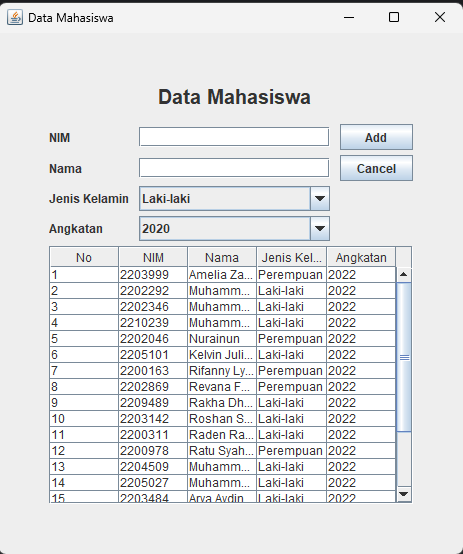 Data Mahasiswa
Data Mahasiswa
NIM Add
Nama Cancel
Jenis Kelamin Laki-laki
Angkatan 2020
No NIM Nama Jenis Kel... Angkatan
1 2203999 Amelia Za... Perempuan 2022
2 2202292 Muhamm... Laki-laki 2022
3 2202346 Muhamm... Laki-laki 2022
4 2210239 Muhamm... Laki-laki 2022
5 2202046 Nurainun Perempuan 2022
6 2205101 Kelvin Juli... Laki-laki 2022
7 2200163 Rifanny Ly... Perempuan 2022
8 2202869 Revana F... Perempuan 2022
9 2209489 Rakha Dh... Laki-laki 2022
10 2203142 Roshan S... Laki-laki 2022
11 2200311 Raden Ra... Laki-laki 2022
12 2200978 Ratu Syah... Perempuan 2022
13 2204509 Muhamm... Laki-laki 2022
14 2205027 Muhamm... Laki-laki 2022
15 2203484 Arya Aydin Laki-laki 2022